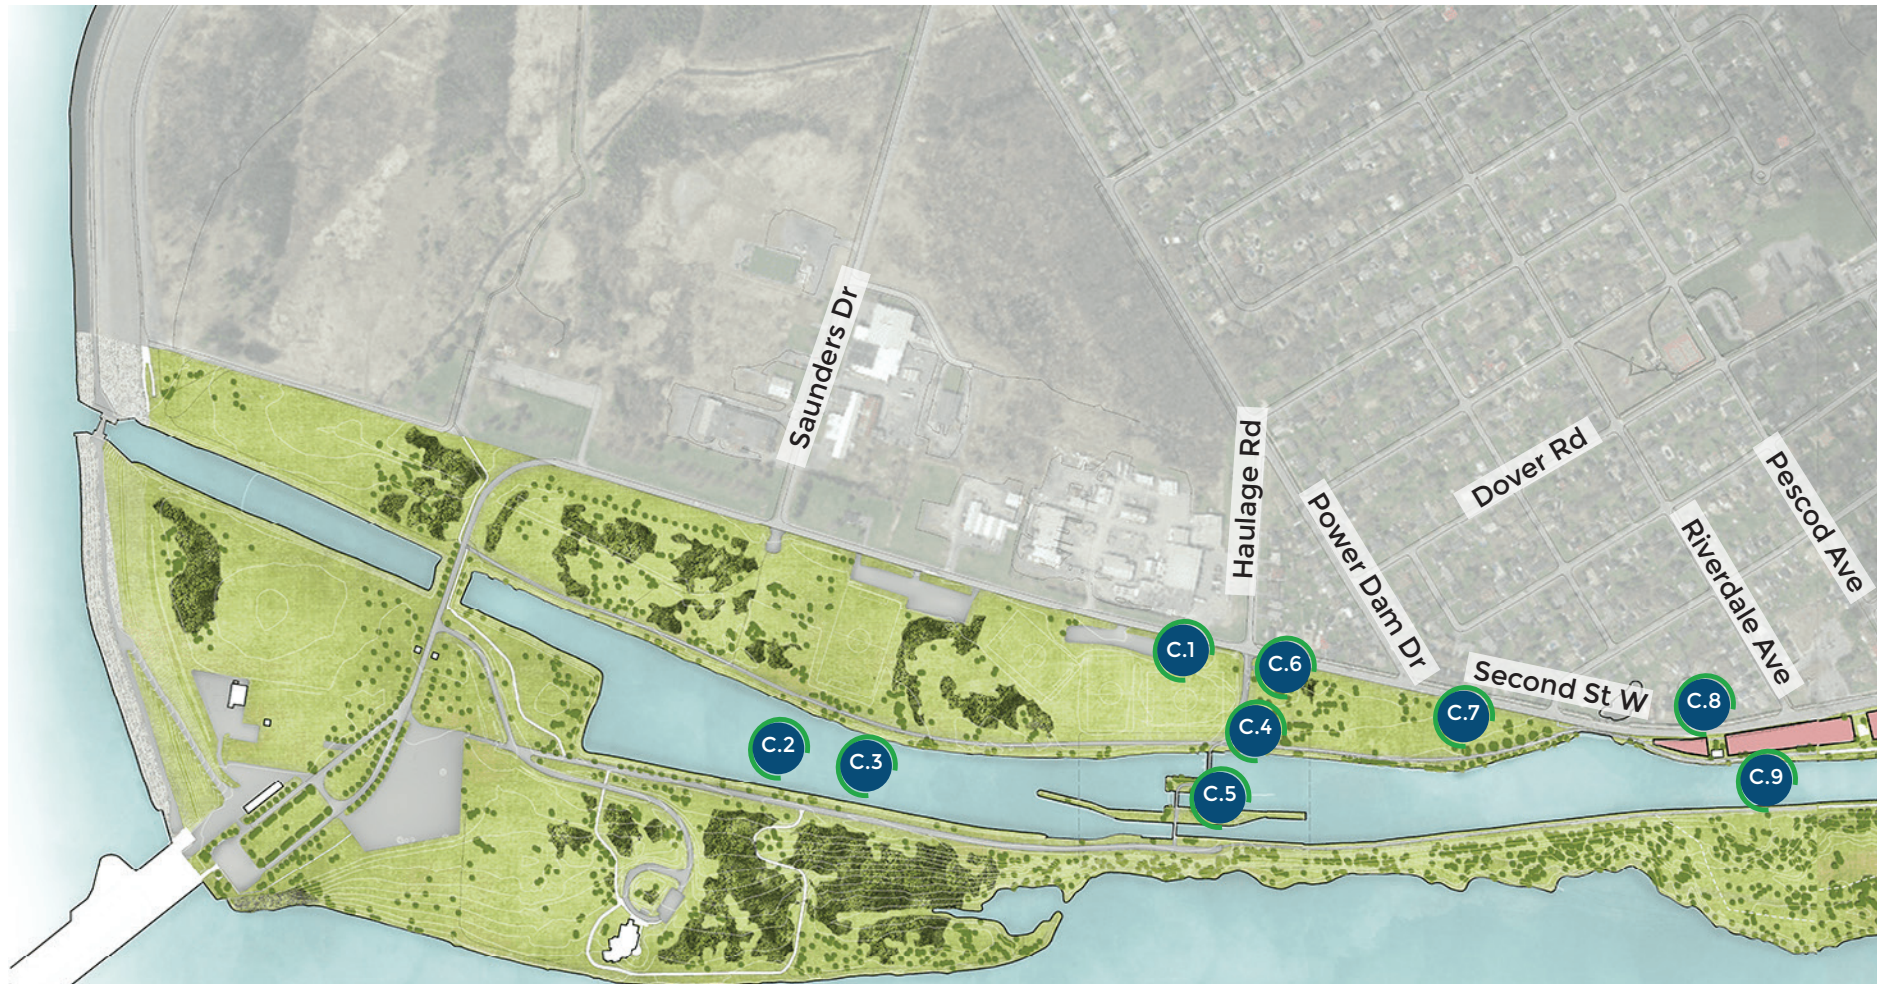 Saunders Dr
Haulage Rd
Power Dam Dr
Dover Rd
Pescod Ave
Riverdale Ave
Second St W
C.1
C.6
C.2
C.3
C.4
C.5
C.7
C.8
C.9